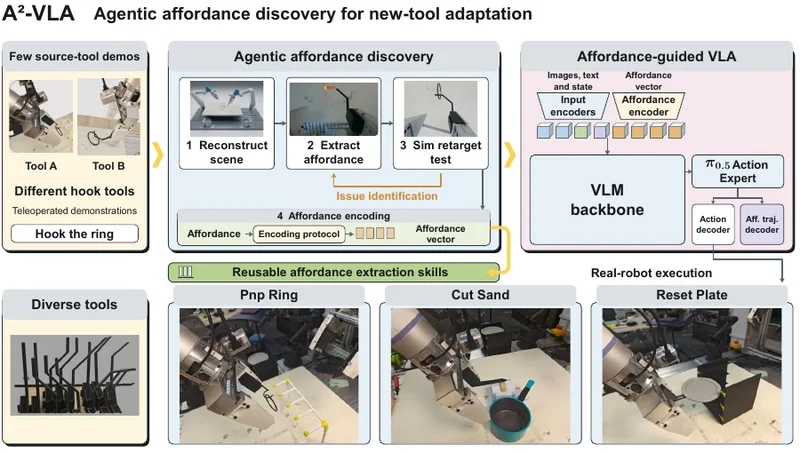 A²-VLA Agentic affordance discovery for new-tool adaptation
Few source-tool demos
Tool A
Tool B
Different hook tools
Teleoperated demonstrations
Hook the ring
Agentic affordance discovery
1 Reconstruct
scene
2 Extract
affordance
3 Sim retarget
test
Issue identification
4 Affordance encoding
Affordance
Encoding protocol
Affordance
vector
Reusable affordance extraction skills
Affordance-guided VLA
Images, text
and state
Affordance
vector
Input
encoders
Affordance
encoder
VLM
backbone
π0.5 Action
Expert
Action
decoder
Aff. traj.
decoder
Real-robot execution
Diverse tools
Pnp Ring
Cut Sand
Reset Plate